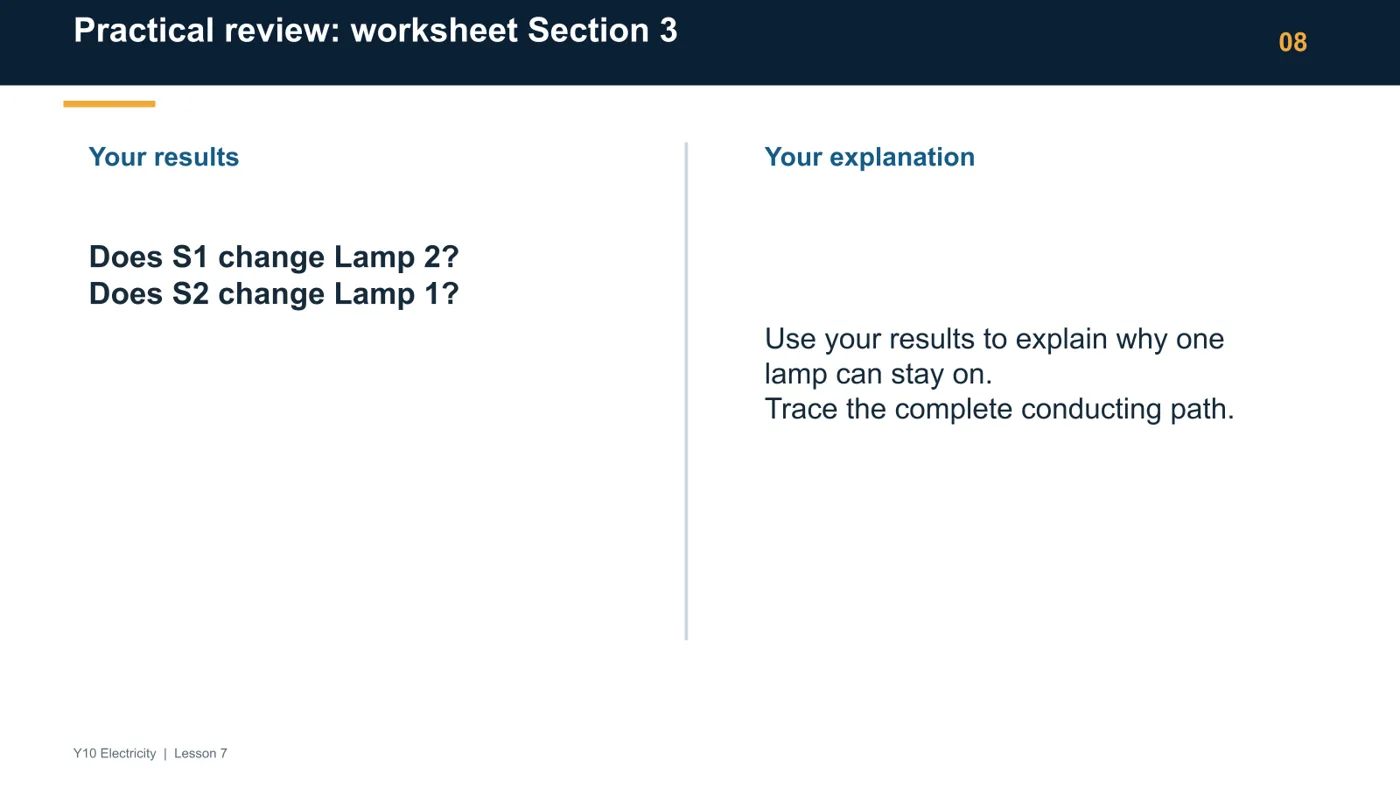 Practical review: worksheet Section 3
08
Your results
Does S1 change Lamp 2?
Does S2 change Lamp 1?
Your explanation
Use your results to explain why one
lamp can stay on.
Trace the complete conducting path.
Y10 Electricity | Lesson 7